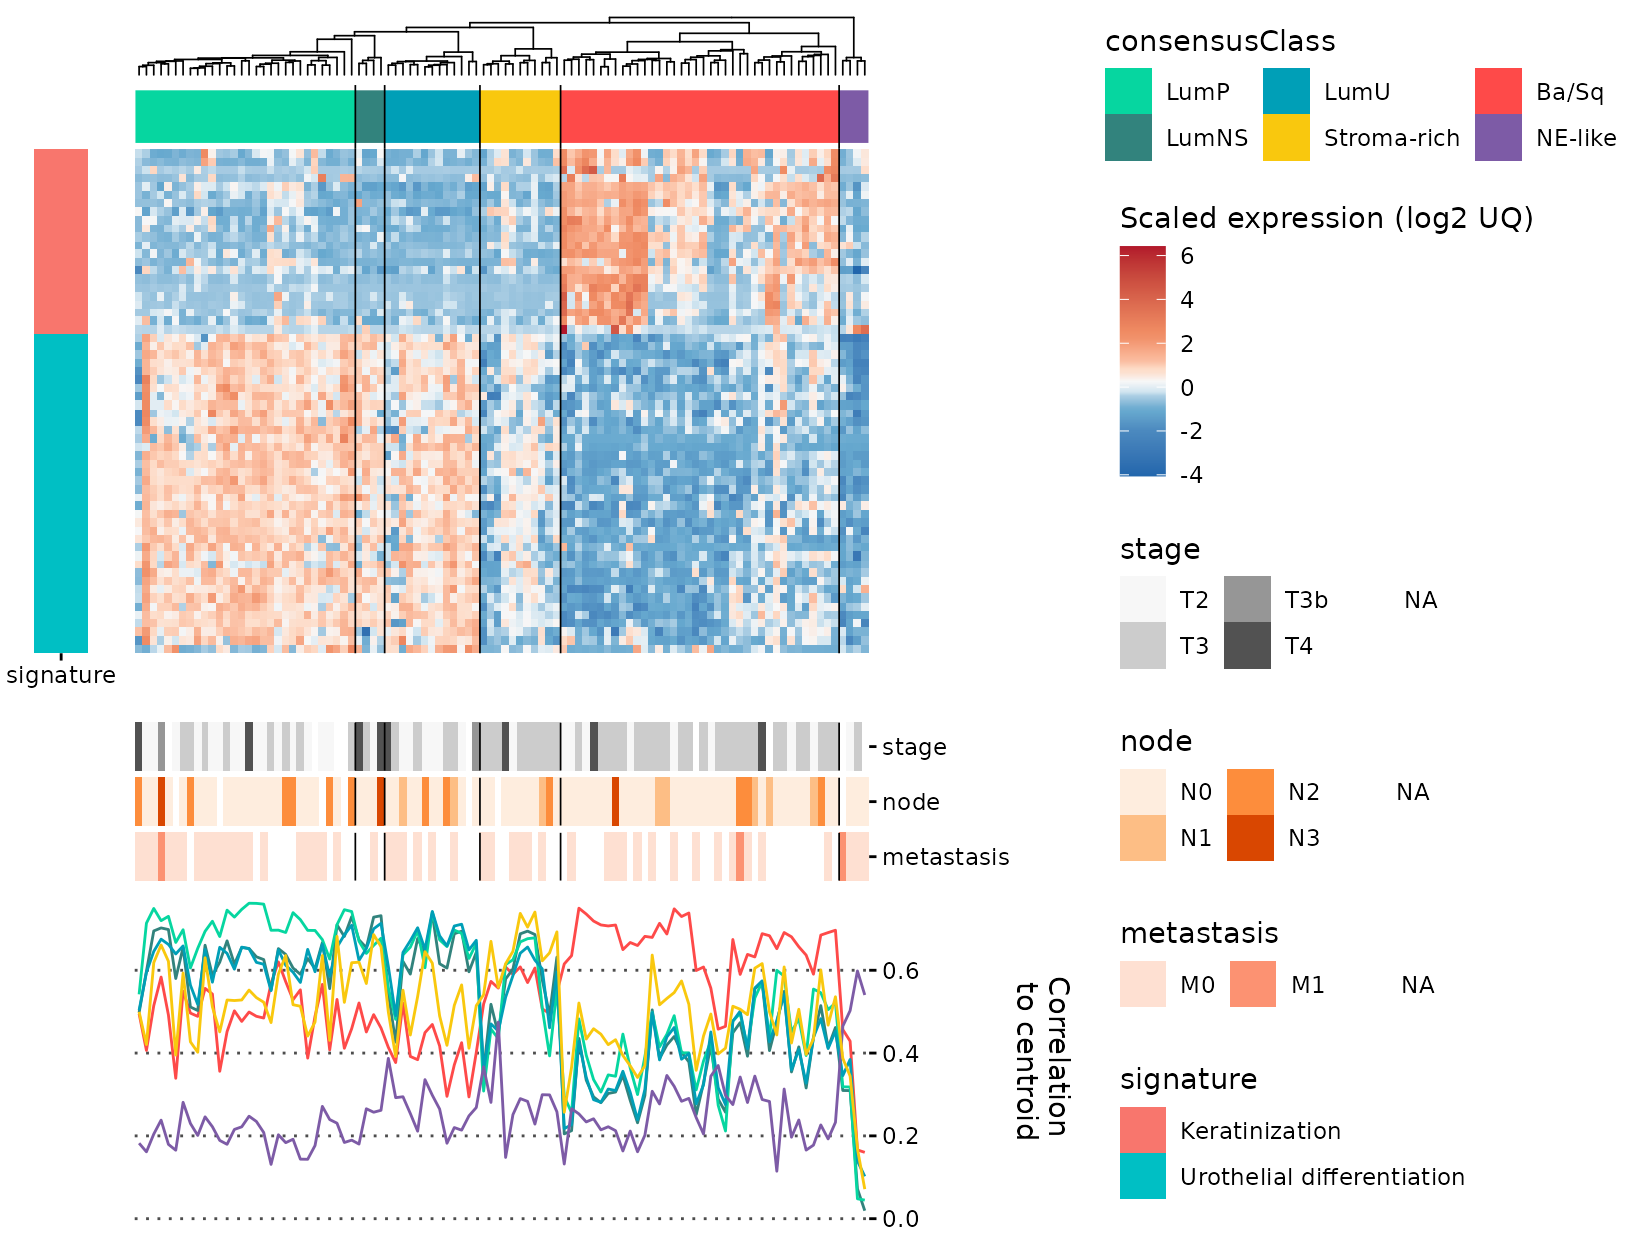 consensusClass
LumP
LumU
Ba/Sq
LumNS
Stroma-rich
NE-like
Scaled expression (log2 UQ)
6
4
2
0
-2
-4
signature
stage
T2
T3b
NA
T3
T4
stage
node
metastasis
node
N0
N2
NA
N1
N3
metastasis
M0
M1
NA
0.6
0.4
0.2
0.0
Correlation
to centroid
signature
Keratinization
Urothelial differentiation